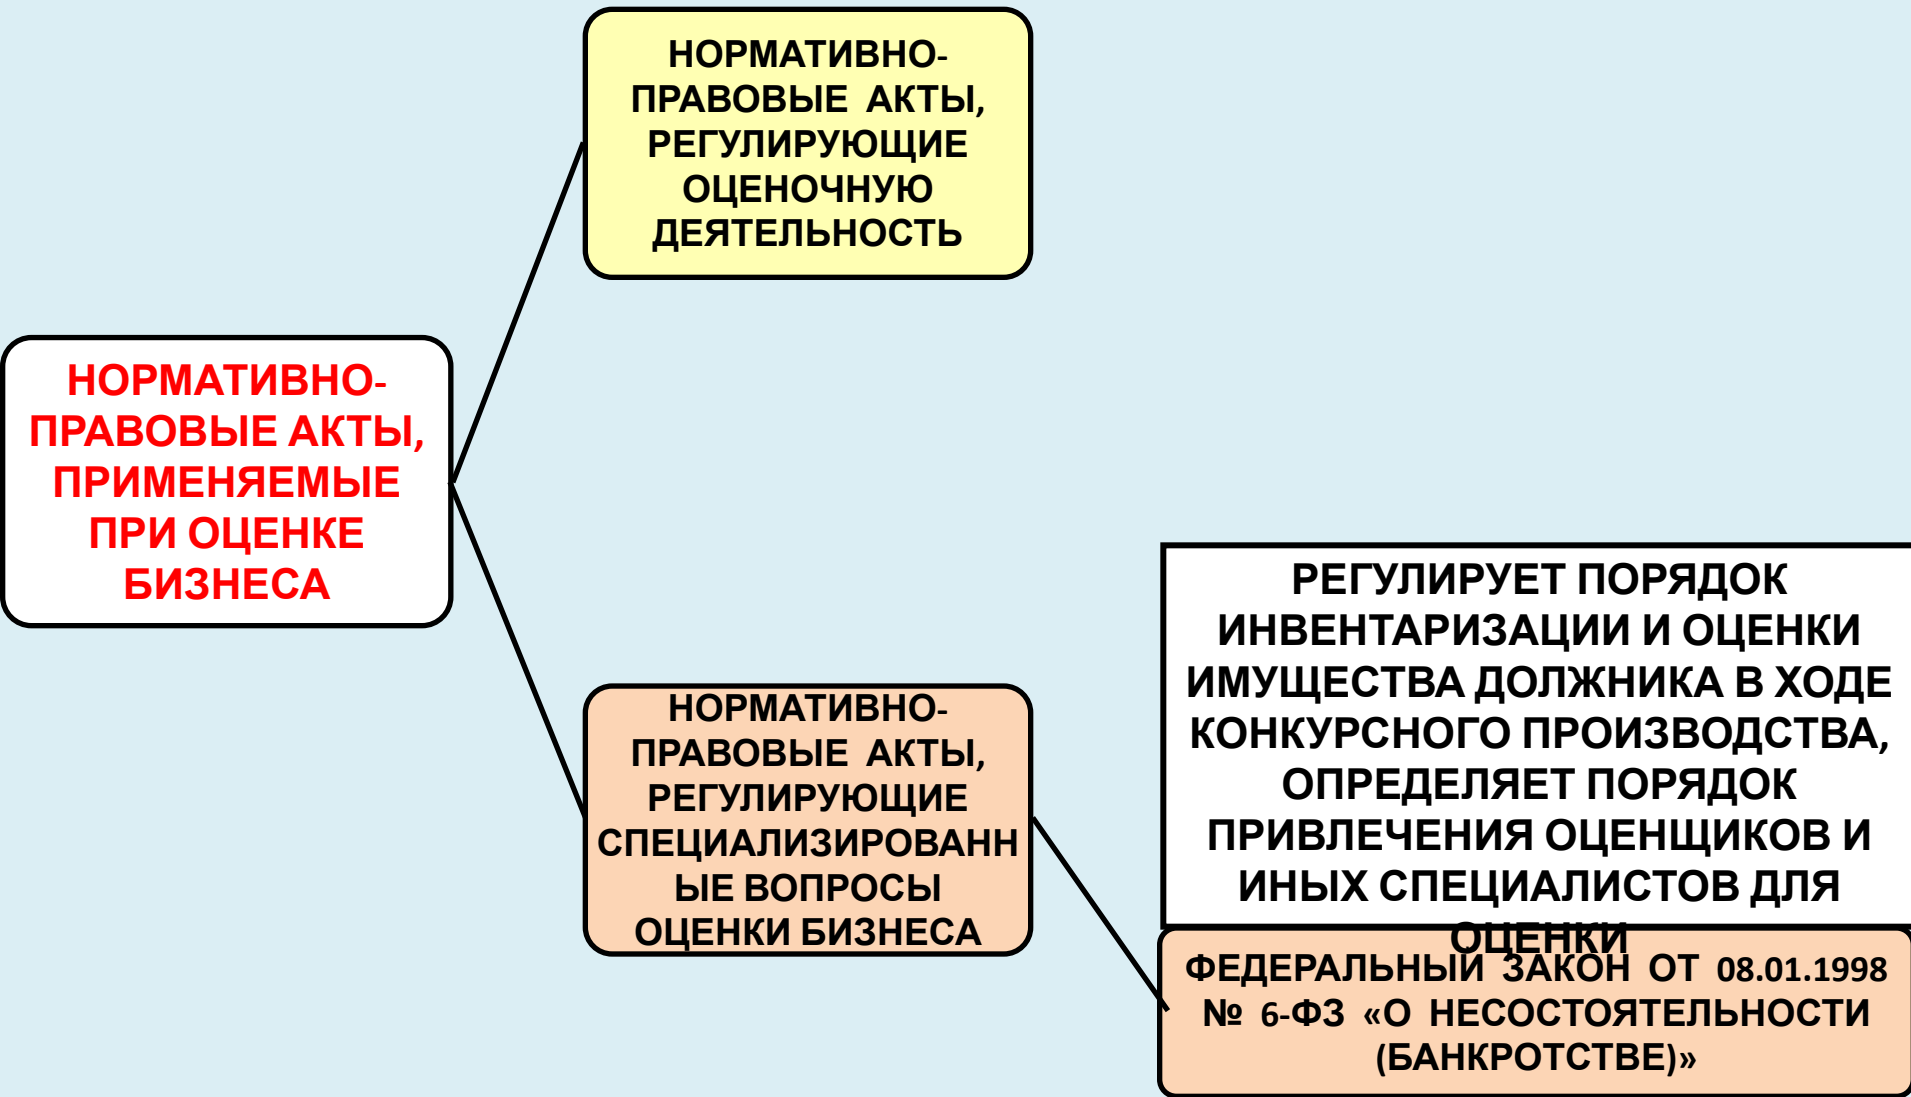 НОРМАТИВНО-
ПРАВОВЫЕ АКТЫ,
РЕГУЛИРУЮЩИЕ
ОЦЕНОЧНУЮ
ДЕЯТЕЛЬНОСТЬ
НОРМАТИВНО-
ПРАВОВЫЕ АКТЫ,
ПРИМЕНЯЕМЫЕ
ПРИ ОЦЕНКЕ
БИЗНЕСА
НОРМАТИВНО-
ПРАВОВЫЕ АКТЫ,
РЕГУЛИРУЮЩИЕ
СПЕЦИАЛИЗИРОВАНН
ЫЕ ВОПРОСЫ
ОЦЕНКИ БИЗНЕСА
РЕГУЛИРУЕТ ПОРЯДОК
ИНВЕНТАРИЗАЦИИ И ОЦЕНКИ
ИМУЩЕСТВА ДОЛЖНИКА В ХОДЕ
КОНКУРСНОГО ПРОИЗВОДСТВА,
ОПРЕДЕЛЯЕТ ПОРЯДОК
ПРИВЛЕЧЕНИЯ ОЦЕНЩИКОВ И
ИНЫХ СПЕЦИАЛИСТОВ ДЛЯ
ОЦЕНКИ
ФЕДЕРАЛЬНЫЙ ЗАКОН ОТ 08.01.1998
№ 6-ФЗ «О НЕСОСТОЯТЕЛЬНОСТИ
(БАНКРОТСТВЕ)»